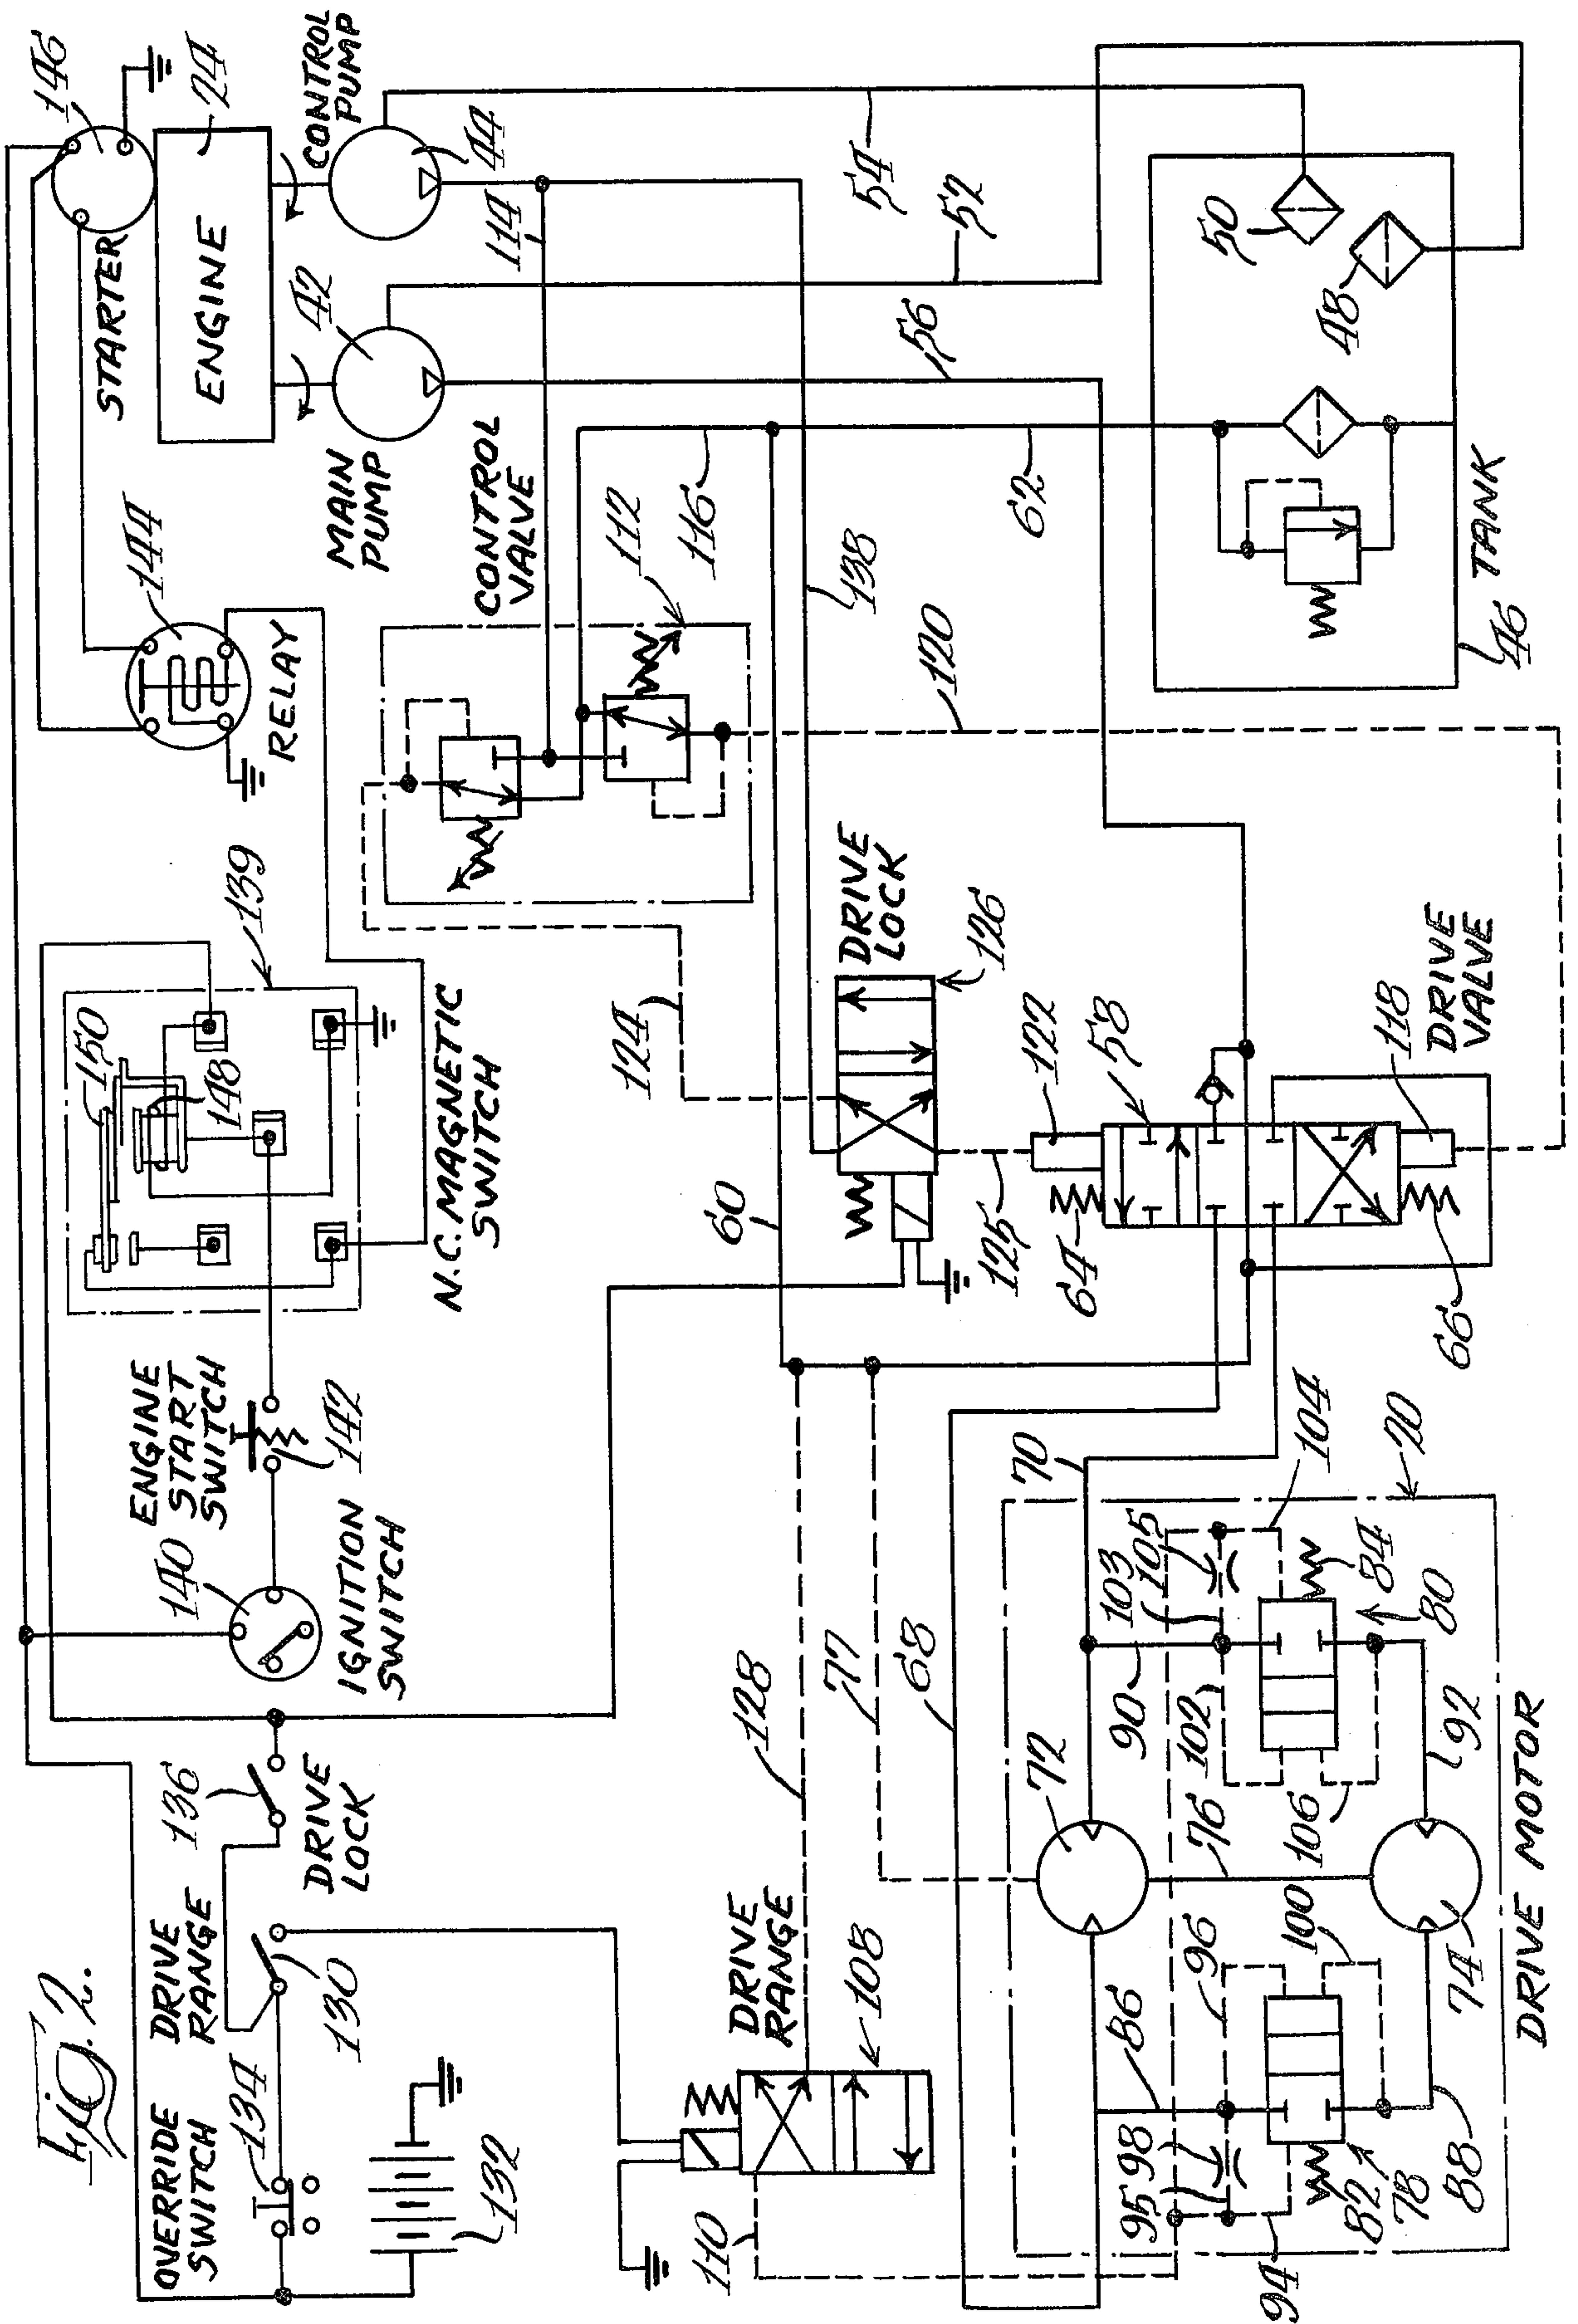 Fig. 2.
OVERRIDE
SWITCH
134
132
DRIVE
RANGE
130
136
DRIVE
LOCK
140
IGNITION
SWITCH
ENGINE
START
SWITCH
142
150
148
139
N.C. MAGNETIC
SWITCH
144
RELAY
146
STARTER
24
ENGINE
42
MAIN
PUMP
CONTROL
PUMP
44
114
CONTROL
VALVE
112
116
138
56
52
54
62
120
50
48
46
TANK
124
DRIVE
LOCK
126
60
125
122
58
64
66
118
DRIVE
VALVE
DRIVE
RANGE
108
110
128
77
68
70
20
72
74
76
86
88
90
92
94
95
96
98
100
82
78
102
103
104
105
106
84
80
DRIVE MOTOR